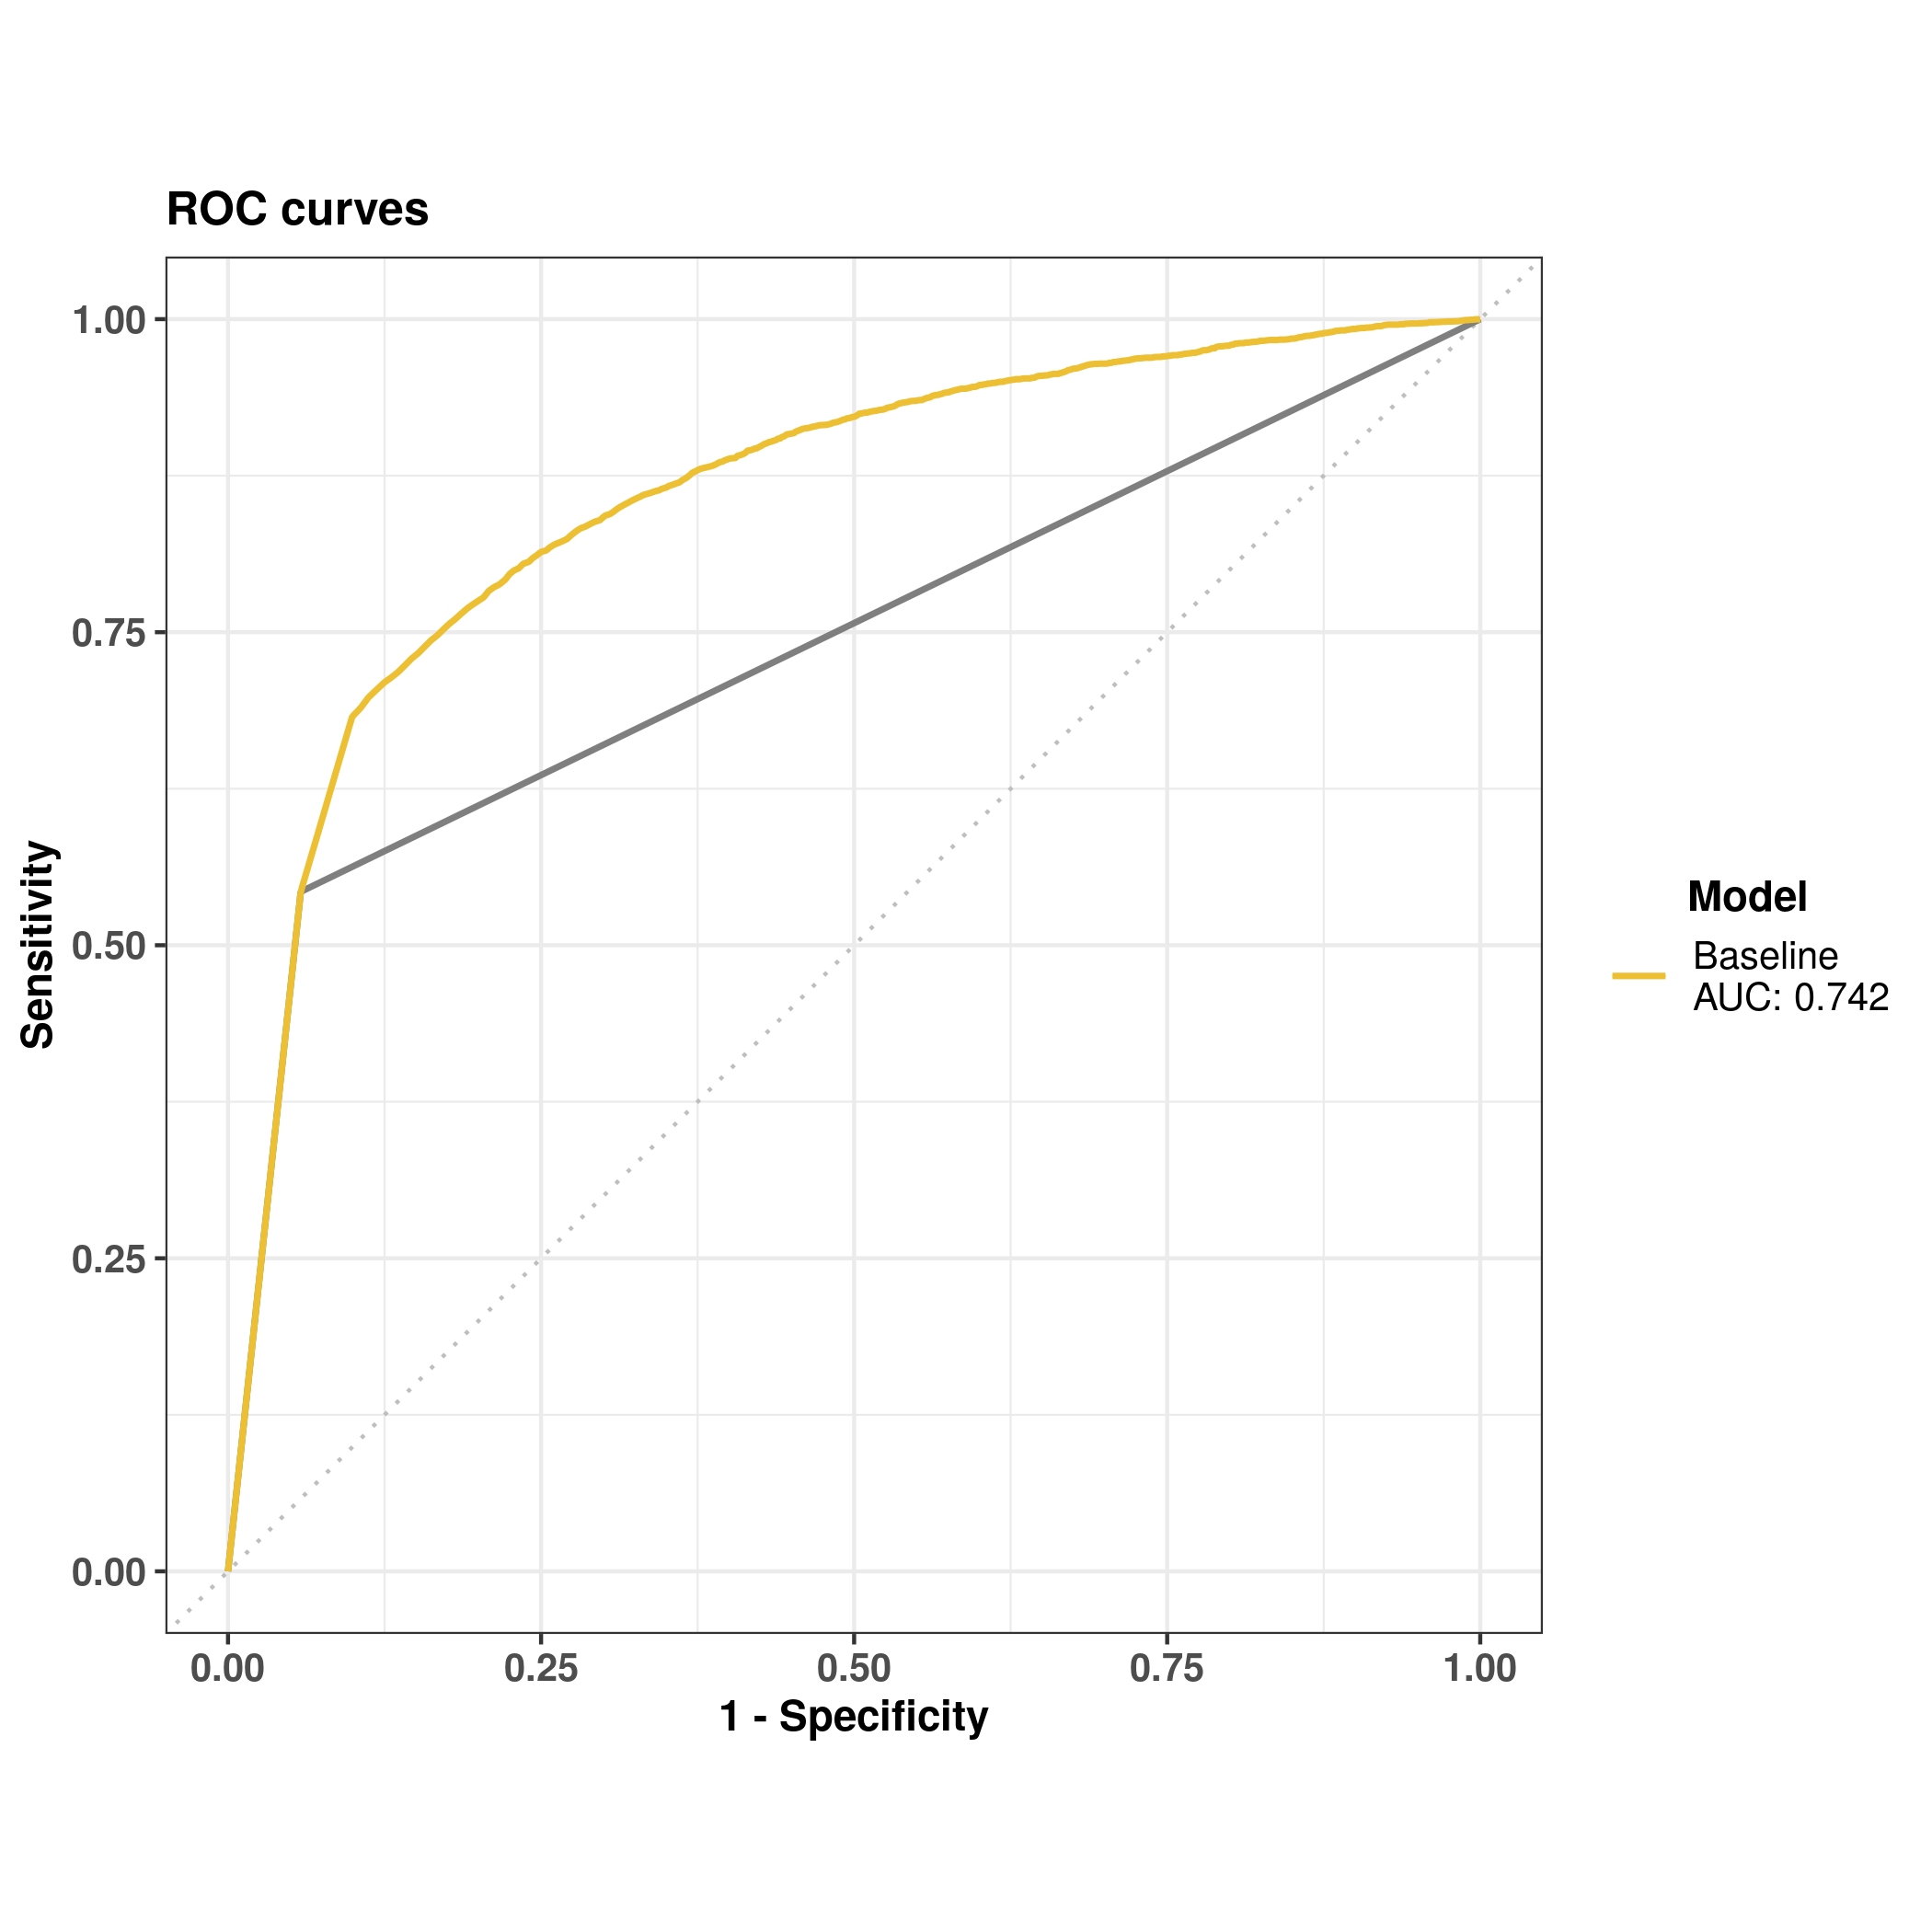 ROC curves
1.00
0.75
0.50
0.25
0.00
Sensitivity
0.00 0.25 0.50 0.75 1.00
1 - Specificity
Model
Baseline
AUC: 0.742